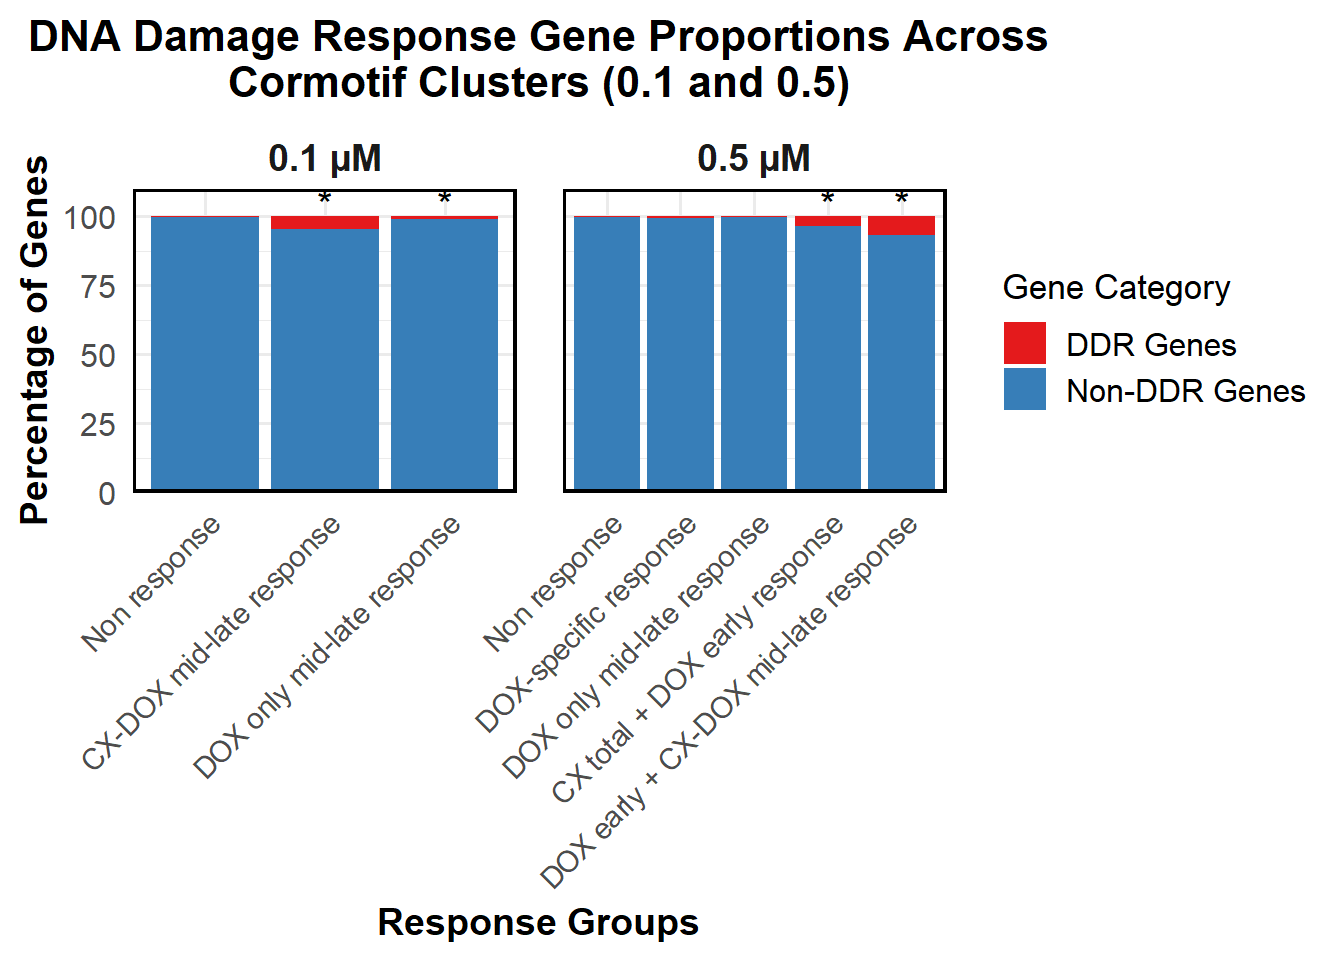 DNA Damage Response Gene Proportions Across
Cormotif Clusters (0.1 and 0.5)
0.1 µM
0.5 µM
Percentage of Genes
100
75
50
25
0
* *
* *
Non response
CX-DOX mid-late response
DOX only mid-late response
Non response
DOX-specific response
DOX only mid-late response
CX total + DOX early response
DOX early + CX-DOX mid-late response
Response Groups
Gene Category
DDR Genes
Non-DDR Genes